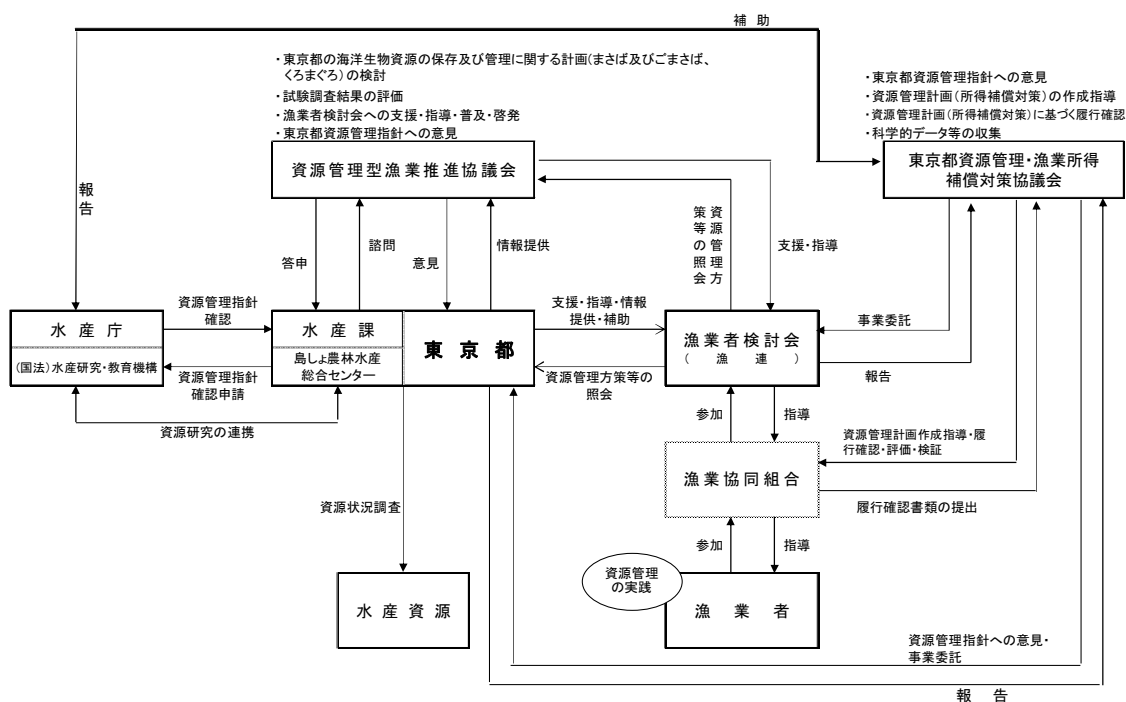 補 助
・東京都の海洋生物資源の保存及び管理に関する計画(まさば及びごまさば、
くろまぐろ)の検討
・試験調査結果の評価
・漁業者検討会への支援・指導・普及・啓発
・東京都資源管理指針への意見
・東京都資源管理指針への意見
・資源管理計画(所得補償対策)の作成指導
・資源管理計画(所得補償対策)に基づく履行確認
・科学的データ等の収集
資源管理型漁業推進協議会
東京都資源管理・漁業所得
補償対策協議会
報告
答申
諮問
意見
情報提供
資源管理方
策等の照会
支援・指導
資源管理指針
確認
支援・指導・情報
提供・補助
事業委託
水 産 庁
(国法)水産研究・教育機構
水 産 課
島しょ農林水産
総合センター
東 京 都
漁業者検討会
( 漁 連 )
資源管理指針
確認申請
資源管理方策等の
照会
報告
資源研究の連携
参加
指導
資源管理計画作成指導・履
行確認・評価・検証
漁業協同組合
資源状況調査
履行確認書類の提出
参加
指導
資源管理
の実践
水 産 資 源
漁 業 者
資源管理指針への意見・
事業委託
報 告